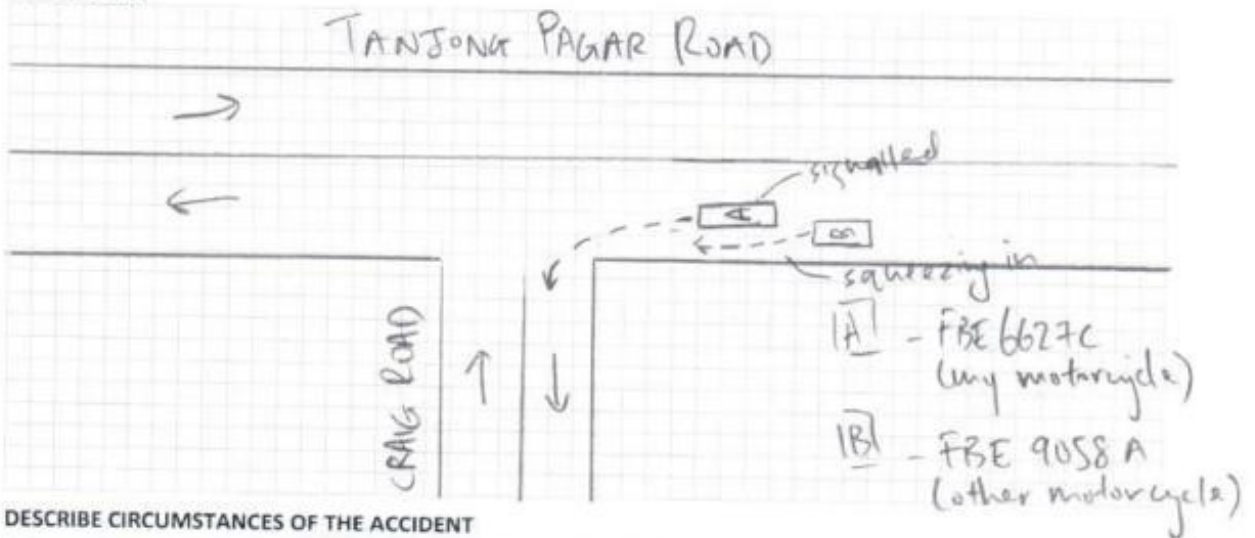 TANJONG PAGAR ROAD
signalled
A
B
squeezing in
CRAIG ROAD
A - FBE 6627C
(my motorcycle)
B - FBE 9058 A
(other motorcycle)
DESCRIBE CIRCUMSTANCES OF THE ACCIDENT